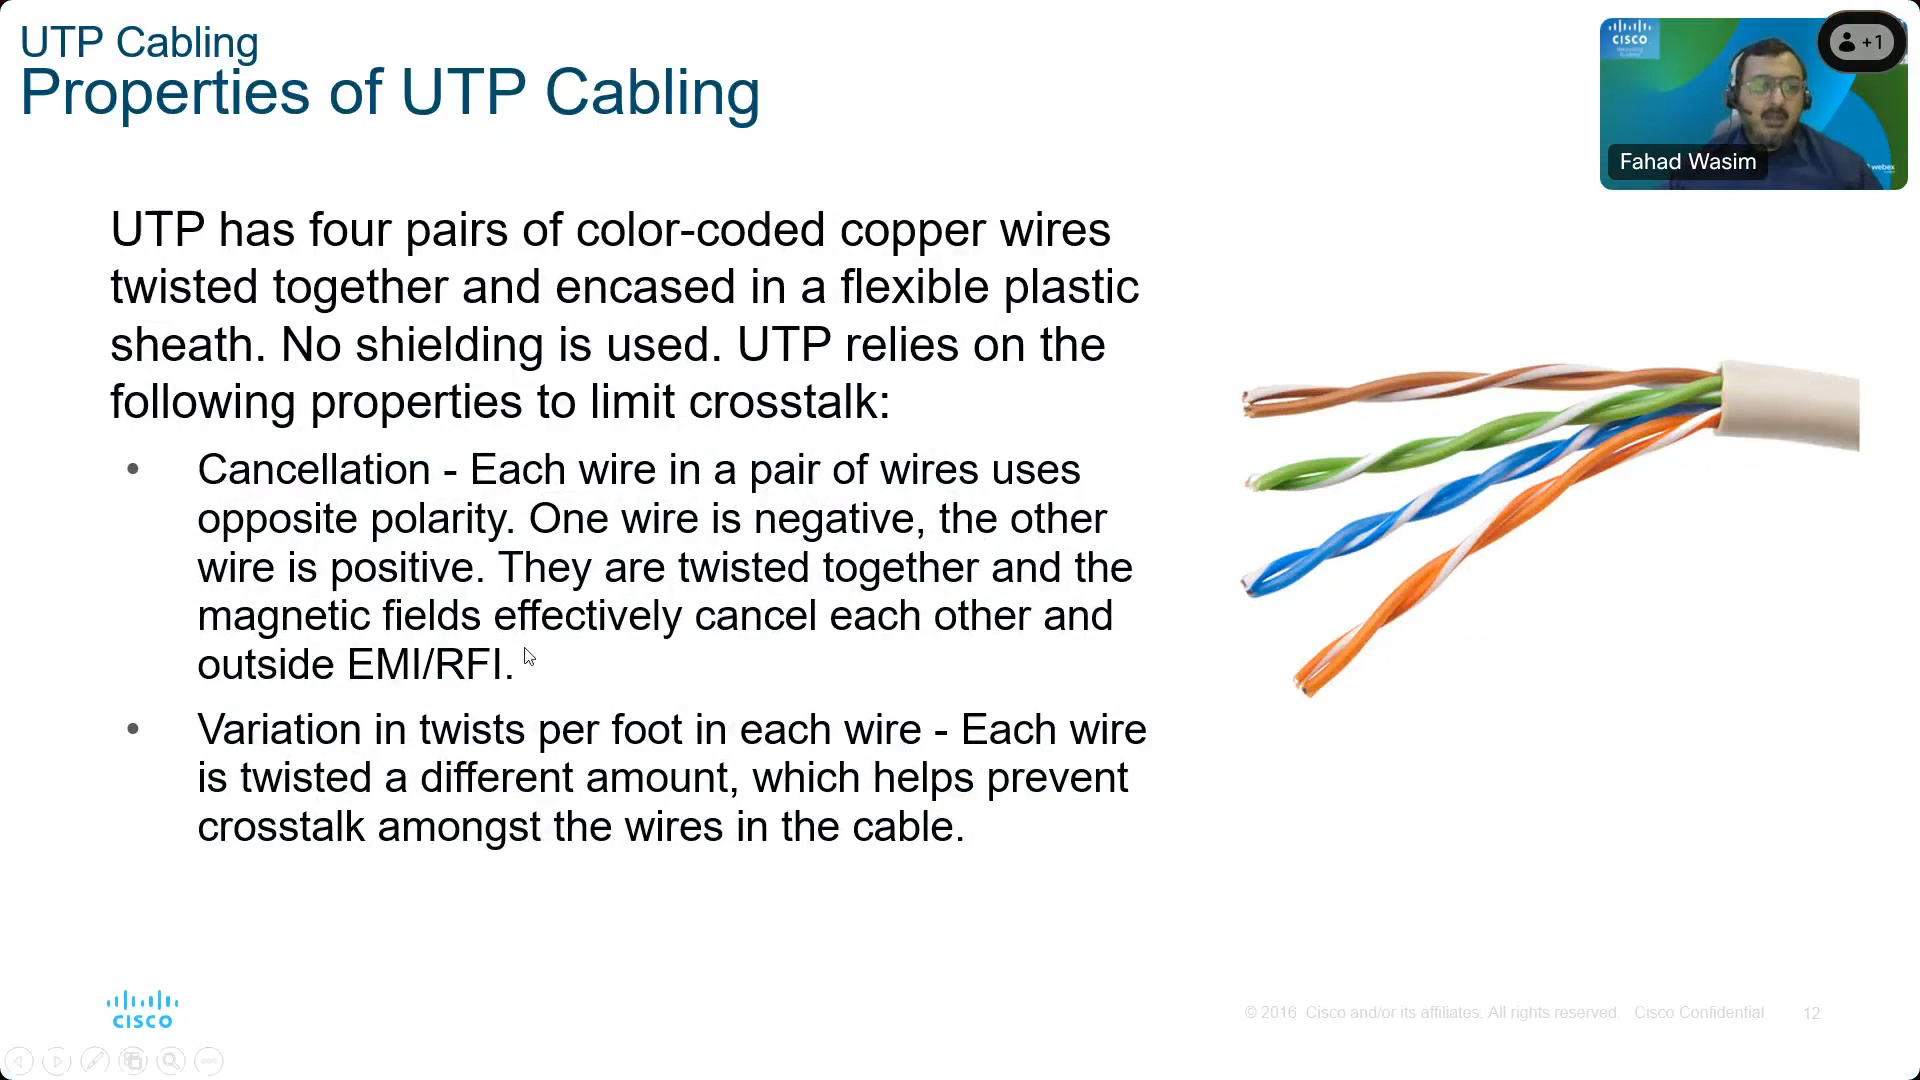 UTP Cabling
Properties of UTP Cabling
CISCO
+1
Fahad Wasim
webex
UTP has four pairs of color-coded copper wires
twisted together and encased in a flexible plastic
sheath. No shielding is used. UTP relies on the
following properties to limit crosstalk:
• Cancellation - Each wire in a pair of wires uses
opposite polarity. One wire is negative, the other
wire is positive. They are twisted together and the
magnetic fields effectively cancel each other and
outside EMI/RFI.
• Variation in twists per foot in each wire - Each wire
is twisted a different amount, which helps prevent
crosstalk amongst the wires in the cable.
CISCO
© 2016 Cisco and/or its affiliates. All rights reserved. Cisco Confidential 12